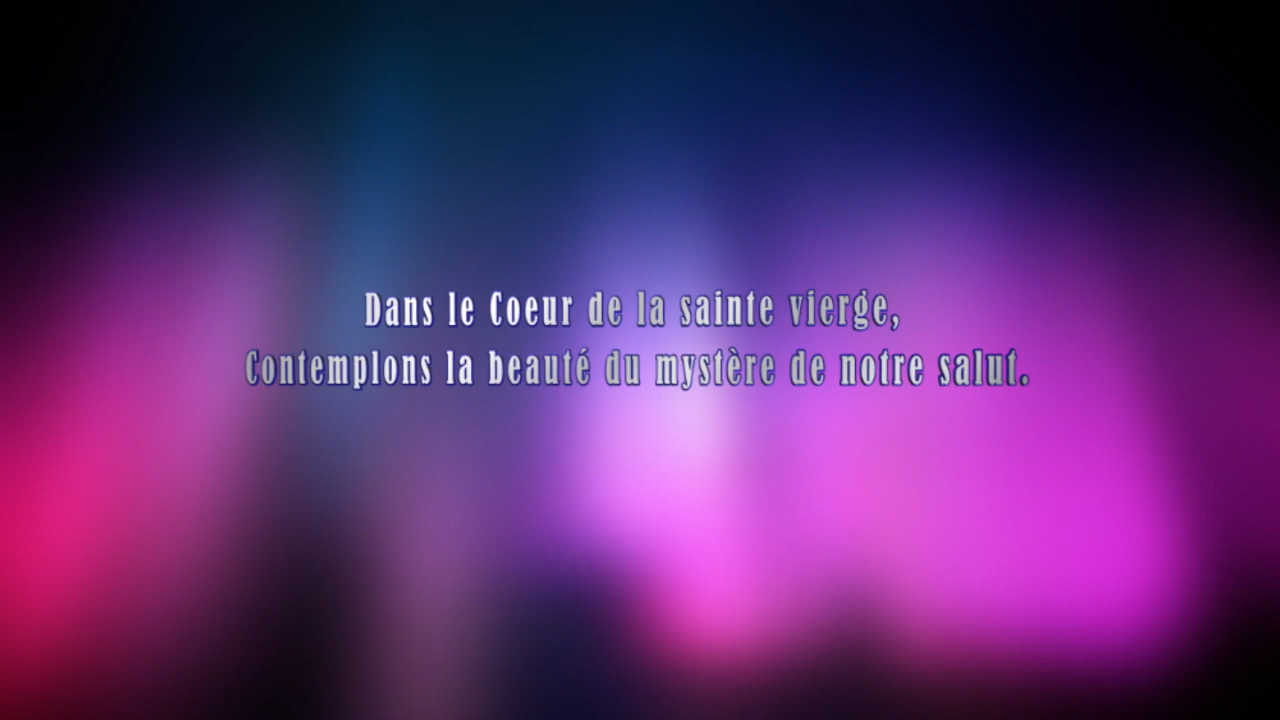 Dans le Coeur de la sainte vierge,
Contemplons la beauté du mystère de notre salut.